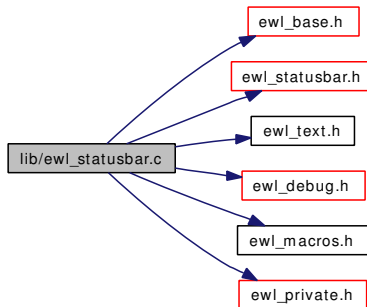 ewl_base.h
ewl_statusbar.h
lib/ewl_statusbar.c
ewl_text.h
ewl_debug.h
ewl_macros.h
ewl_private.h